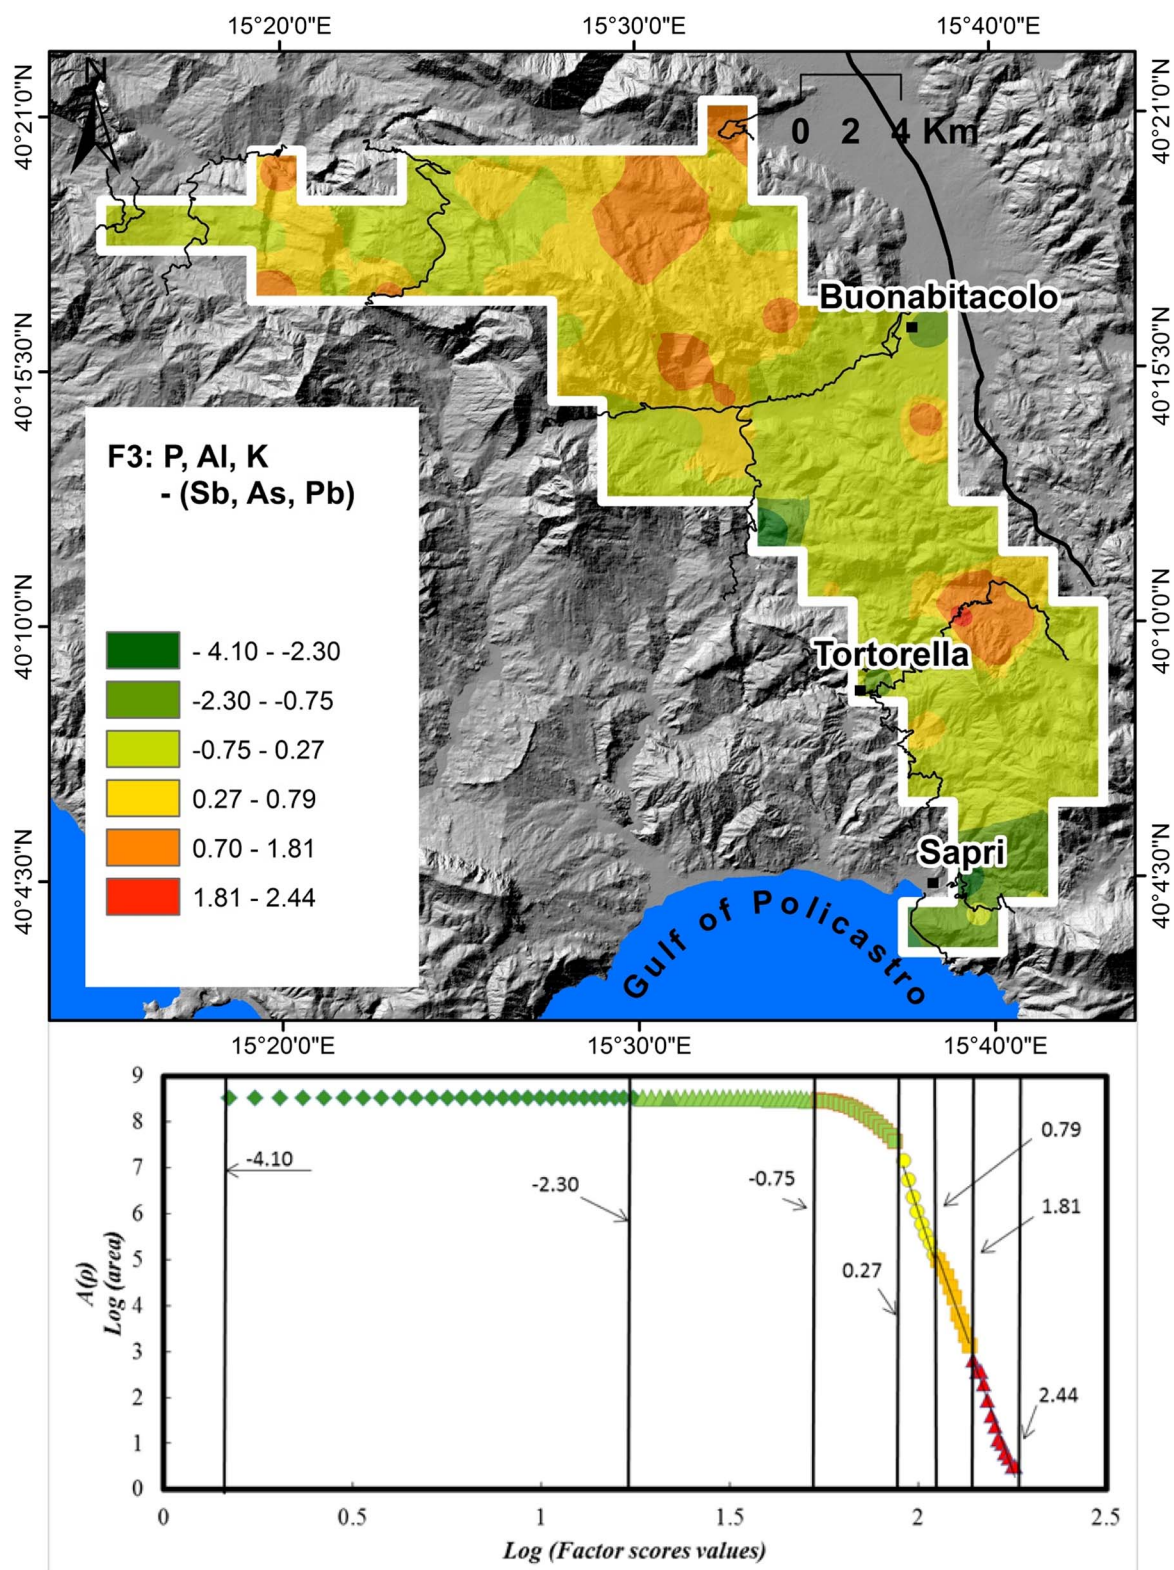 15°20'0"E 15°30'0"E 15°40'0"E
N
40°21'0"N 40°21'0"N
0 2 4 Km
Buonabitacolo
40°15'30"N 40°15'30"N
F3: P, Al, K
- (Sb, As, Pb)
- 4.10 - -2.30
-2.30 - -0.75
-0.75 - 0.27
0.27 - 0.79
0.70 - 1.81
1.81 - 2.44
40°10'0"N 40°10'0"N
Tortorella
Sapri
40°4'30"N 40°4'30"N
Gulf of Policastro
15°20'0"E 15°30'0"E 15°40'0"E
9
8
7
6
5
4
3
2
1
0
A(ρ)
Log (area)
-4.10
-2.30
-0.75
0.27
0.79
1.81
2.44
0 0.5 1 1.5 2 2.5
Log (Factor scores values)